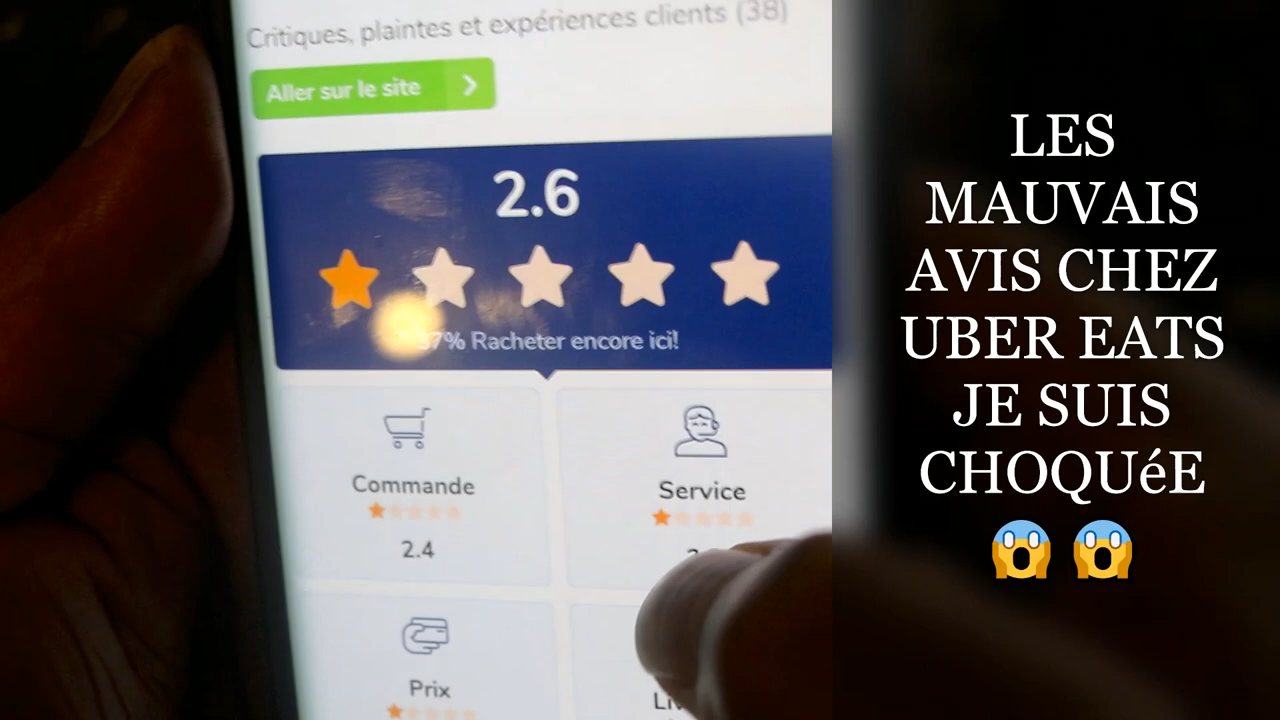 Critiques, plaintes et expériences clients (38)
Aller sur le site
2.6
37% Racheter encore ici!
Commande
Service
2.4
Prix
LES
MAUVAIS
AVIS CHEZ
UBER EATS
JE SUIS
CHOQUéE